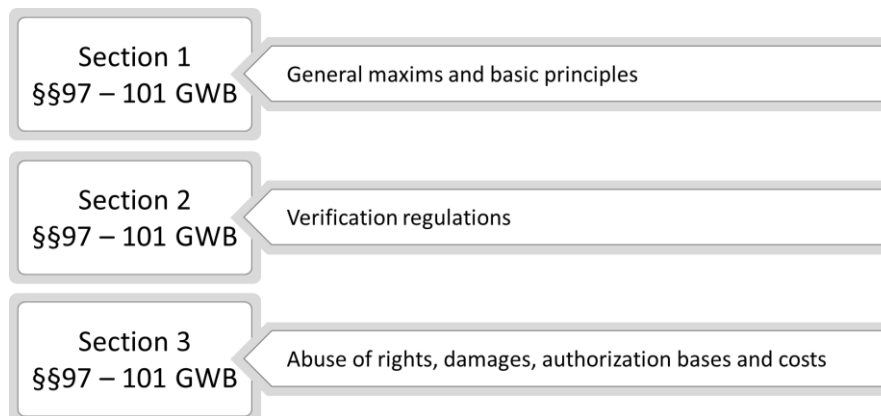 Section 1
§§97 – 101 GWB
General maxims and basic principles
Section 2
§§97 – 101 GWB
Verification regulations
Section 3
§§97 – 101 GWB
Abuse of rights, damages, authorization bases and costs